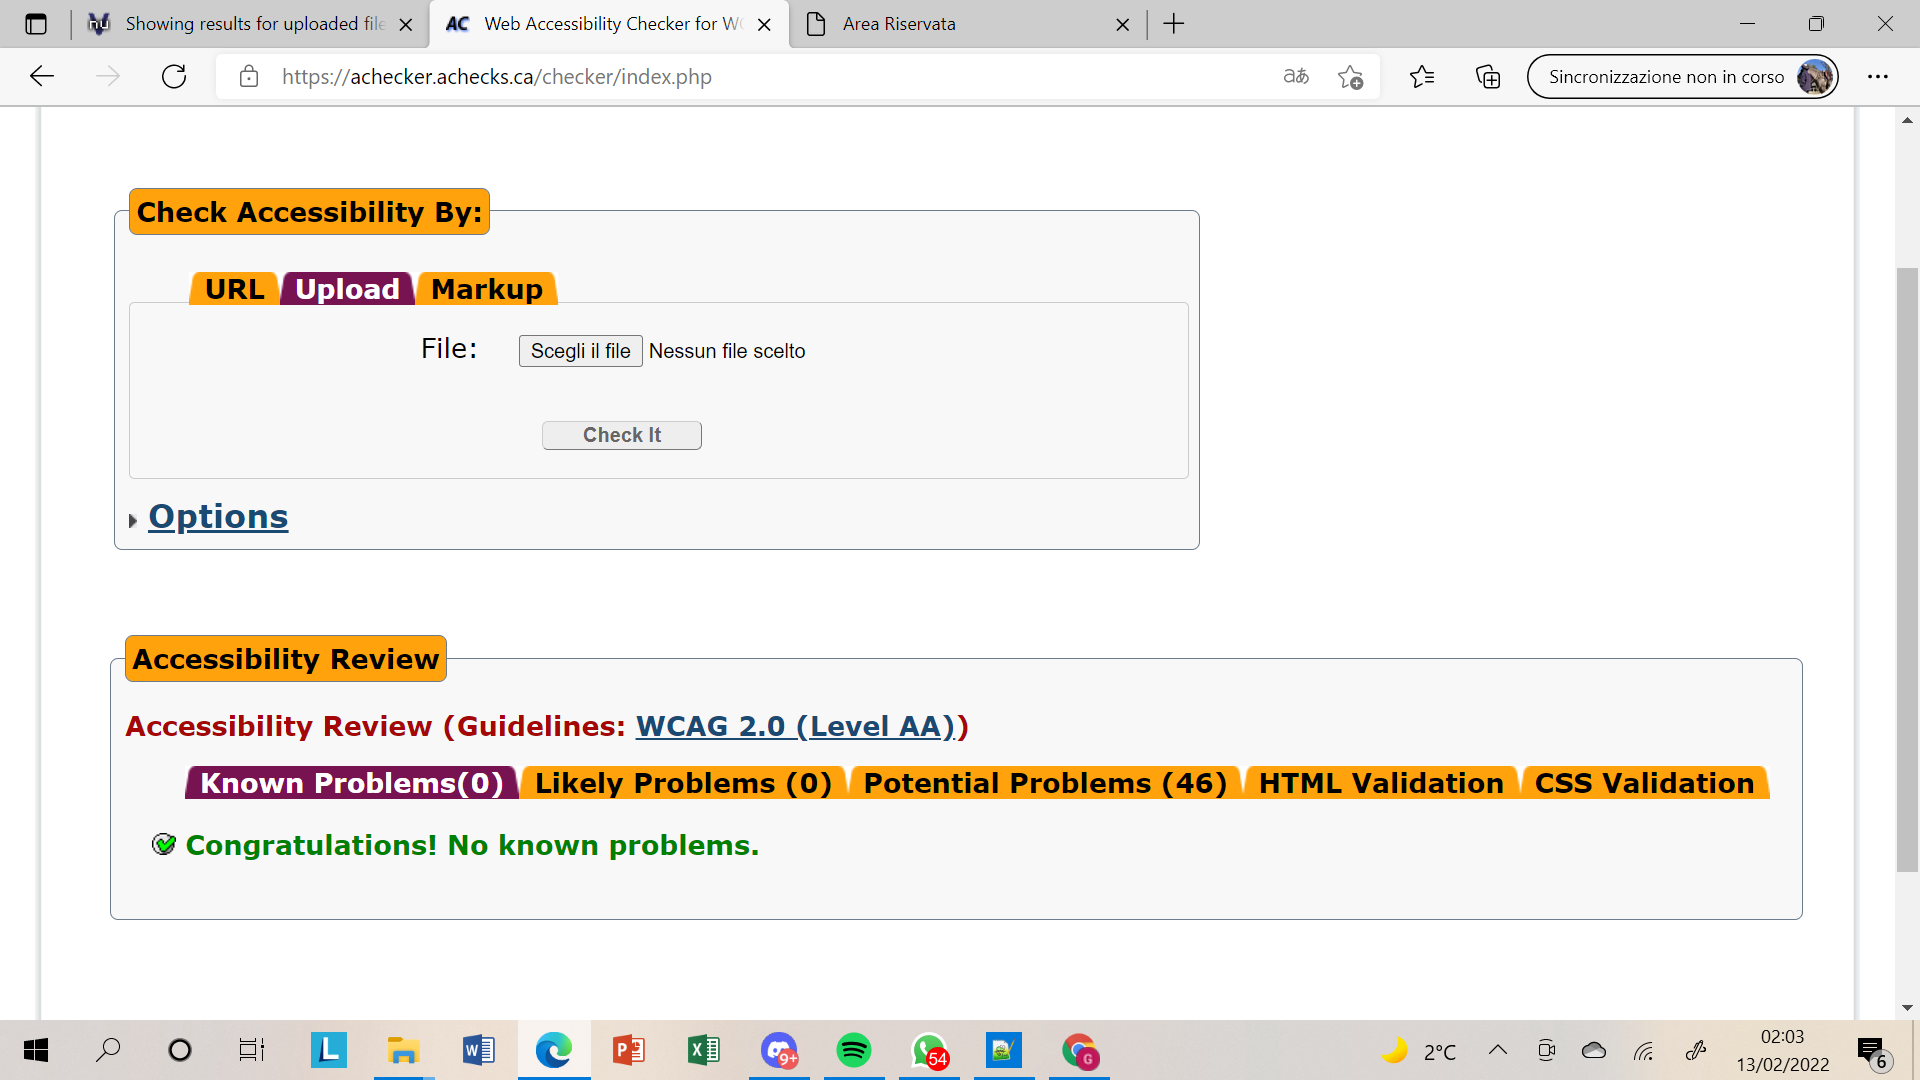 Showing results for uploaded file
Web Accessibility Checker for WC
Area Riservata
https://achecker.achecks.ca/checker/index.php
aあ
Sincronizzazione non in corso
Check Accessibility By:
URL Upload Markup
File: Scegli il file Nessun file scelto
Check It
Options
Accessibility Review
Accessibility Review (Guidelines: WCAG 2.0 (Level AA))
Known Problems(0) Likely Problems (0) Potential Problems (46) HTML Validation CSS Validation
Congratulations! No known problems.
9+
54
G
2°C
02:03
13/02/2022
6